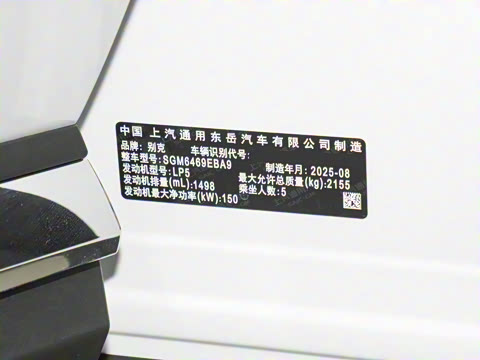 中国 上汽通用东岳汽车有限公司制造
品牌: 别克 车辆识别代号:
整车型号:SGM6469EBA9 制造年月: 2025-08
发动机型号: LP5 最大允许总质量(kg):2155
发动机排量(mL):1498 乘坐人数:5
发动机最大净功率(kW):150